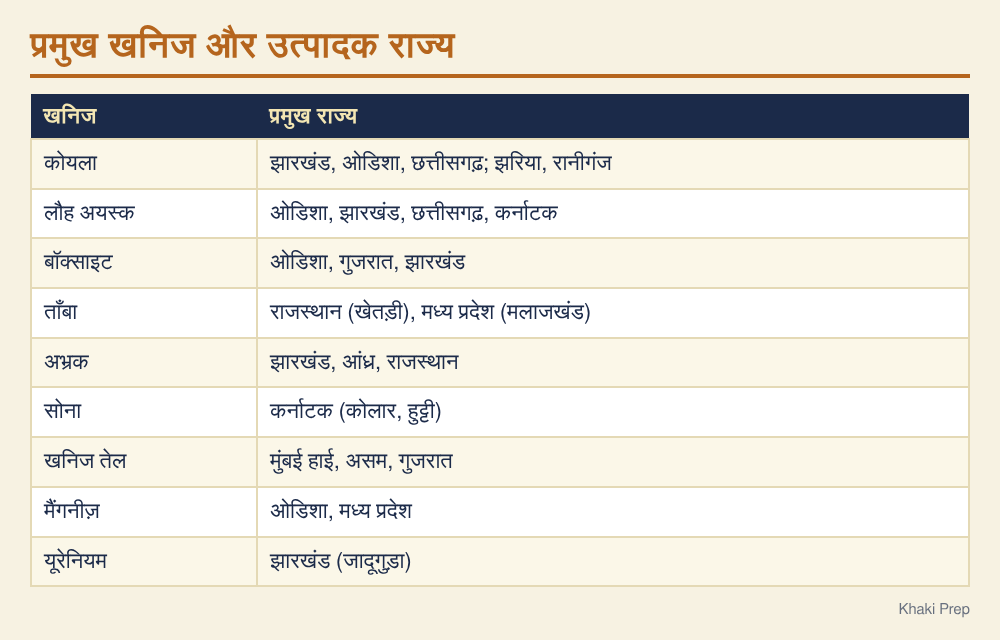 प्रमुख खनिज और उत्पादक राज्य
खनिज प्रमुख राज्य
कोयला झारखंड, ओडिशा, छत्तीसगढ़; झरिया, रानीगंज
लौह अयस्क ओडिशा, झारखंड, छत्तीसगढ़, कर्नाटक
बॉक्साइट ओडिशा, गुजरात, झारखंड
ताँबा राजस्थान (खेतड़ी), मध्य प्रदेश (मलाजखंड)
अभ्रक झारखंड, आंध्र, राजस्थान
सोना कर्नाटक (कोलार, हुट्टी)
खनिज तेल मुंबई हाई, असम, गुजरात
मैंगनीज़ ओडिशा, मध्य प्रदेश
यूरेनियम झारखंड (जादूगुड़ा)
Khaki Prep